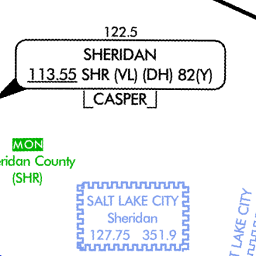 122.5
SHERIDAN
113.55 SHR (VL) (DH) 82(Y)
CASPER
MON
ridan County
(SHR)
SALT LAKE CITY
Sheridan
127.75 351.9
T LAKE CITY